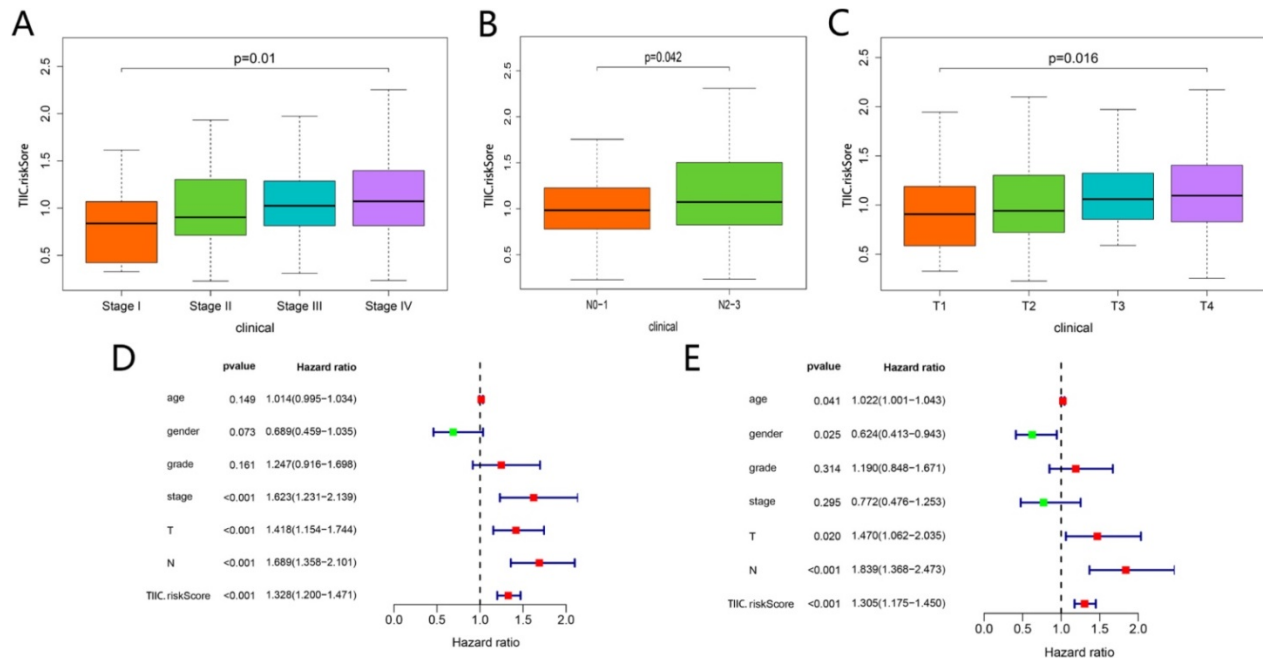 A
TIIC.riskSore
2.5
2.0
1.5
1.0
0.5
p=0.01
Stage I Stage II Stage III Stage IV
clinical
B
TIIC.riskSore
2.5
2.0
1.5
1.0
0.5
p=0.042
N0−1 N2−3
clinical
C
TIIC.riskSore
2.5
2.0
1.5
1.0
0.5
p=0.016
T1 T2 T3 T4
clinical
D
pvalue Hazard ratio
age 0.149 1.014(0.995−1.034)
gender 0.073 0.689(0.459−1.035)
grade 0.161 1.247(0.916−1.698)
stage <0.001 1.623(1.231−2.139)
T <0.001 1.418(1.154−1.744)
N <0.001 1.689(1.358−2.101)
TIIC.riskScore <0.001 1.328(1.200−1.471)
0.0 0.5 1.0 1.5 2.0
Hazard ratio
E
pvalue Hazard ratio
age 0.041 1.022(1.001−1.043)
gender 0.025 0.624(0.413−0.943)
grade 0.314 1.190(0.848−1.671)
stage 0.295 0.772(0.476−1.253)
T 0.020 1.470(1.062−2.035)
N <0.001 1.839(1.368−2.473)
TIIC.riskScore <0.001 1.305(1.175−1.450)
0.0 0.5 1.0 1.5 2.0
Hazard ratio